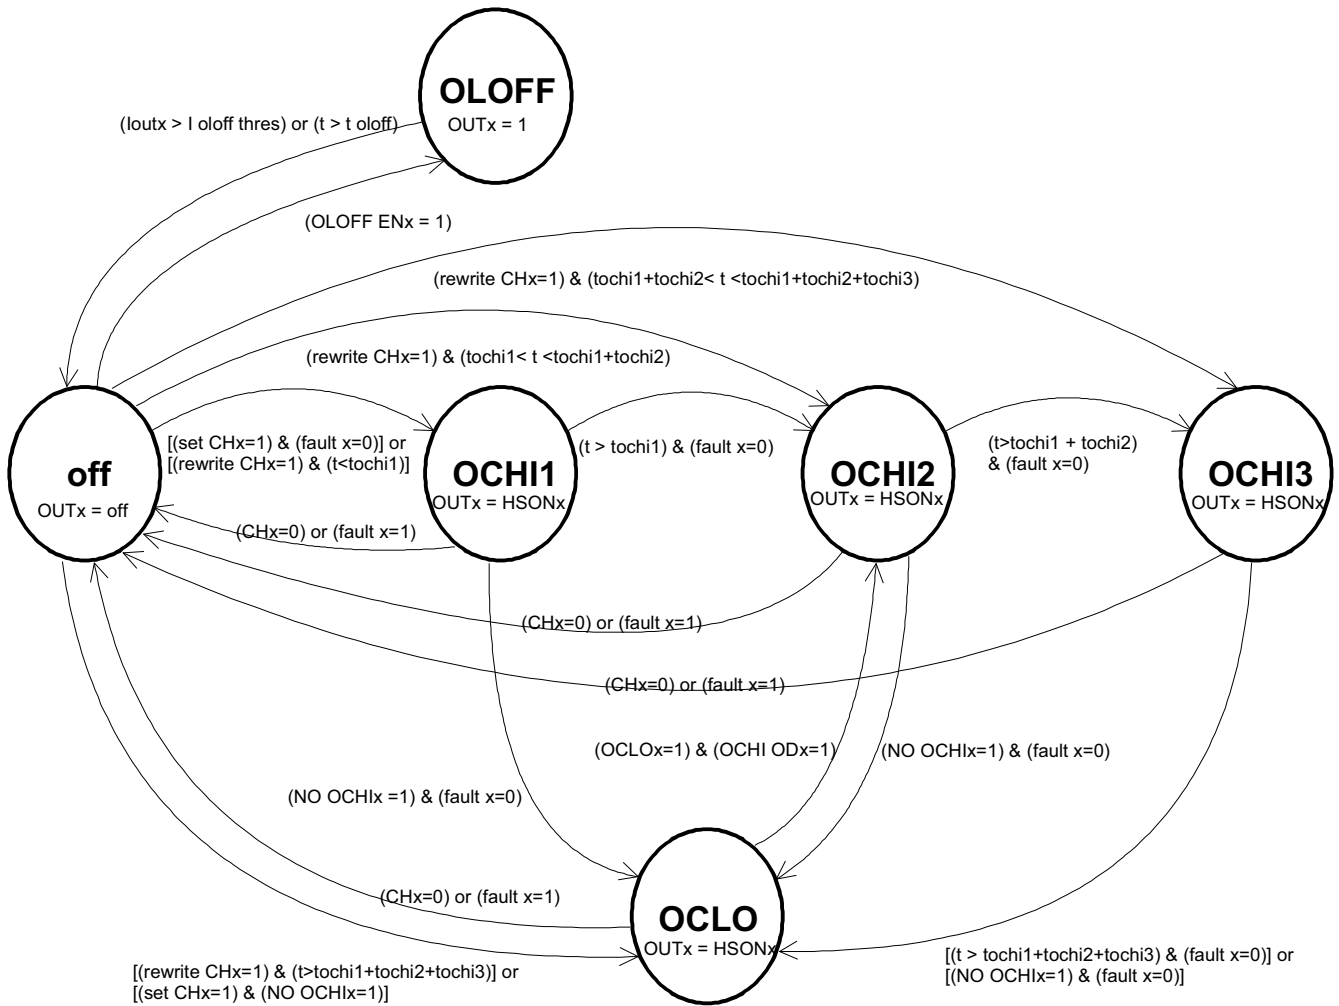 OLOFF
OUTx = 1
(Ioutx > I oloff thres) or (t > t oloff)
(OLOFF ENx = 1)
(rewrite CHx=1) & (tochi1+tochi2< t <tochi1+tochi2+tochi3)
(rewrite CHx=1) & (tochi1< t <tochi1+tochi2)
[(set CHx=1) & (fault x=0)] or
[(rewrite CHx=1) & (t<tochi1)]
(t > tochi1) & (fault x=0)
(t>tochi1 + tochi2)
& (fault x=0)
off
OUTx = off
OCHI1
OUTx = HSONx
OCHI2
OUTx = HSONx
OCHI3
OUTx = HSONx
(CHx=0) or (fault x=1)
(CHx=0) or (fault x=1)
(CHx=0) or (fault x=1)
(OCLOx=1) & (OCHI ODx=1)
(NO OCHIx=1) & (fault x=0)
(NO OCHIx =1) & (fault x=0)
(CHx=0) or (fault x=1)
OCLO
OUTx = HSONx
[(rewrite CHx=1) & (t>tochi1+tochi2+tochi3)] or
[(set CHx=1) & (NO OCHIx=1)]
[(t > tochi1+tochi2+tochi3) & (fault x=0)] or
[(NO OCHIx=1) & (fault x=0)]